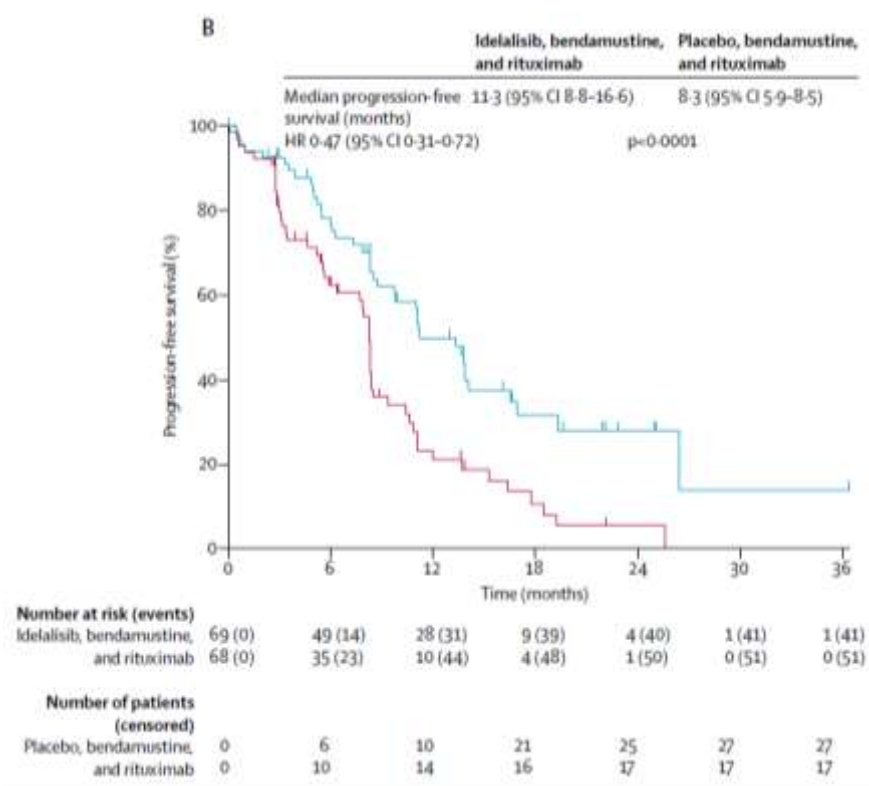 B
Idelalisib, bendamustine, Placebo, bendamustine,
and rituximab and rituximab
Median progression-free 11·3 (95% CI 8·8–16·6) 8·3 (95% CI 5·9–8·5)
survival (months)
HR 0·47 (95% CI 0·31–0·72) p<0·0001
100
80
60
40
20
0
Progression-free survival (%)
0 6 12 18 24 30 36
Time (months)
Number at risk (events)
Idelalisib, bendamustine, 69 (0) 49 (14) 28 (31) 9 (39) 4 (40) 1 (41) 1 (41)
and rituximab 68 (0) 35 (23) 10 (44) 4 (48) 1 (50) 0 (51) 0 (51)
Number of patients
(censored)
Placebo, bendamustine, 0 6 10 21 25 27 27
and rituximab 0 10 14 16 17 17 17